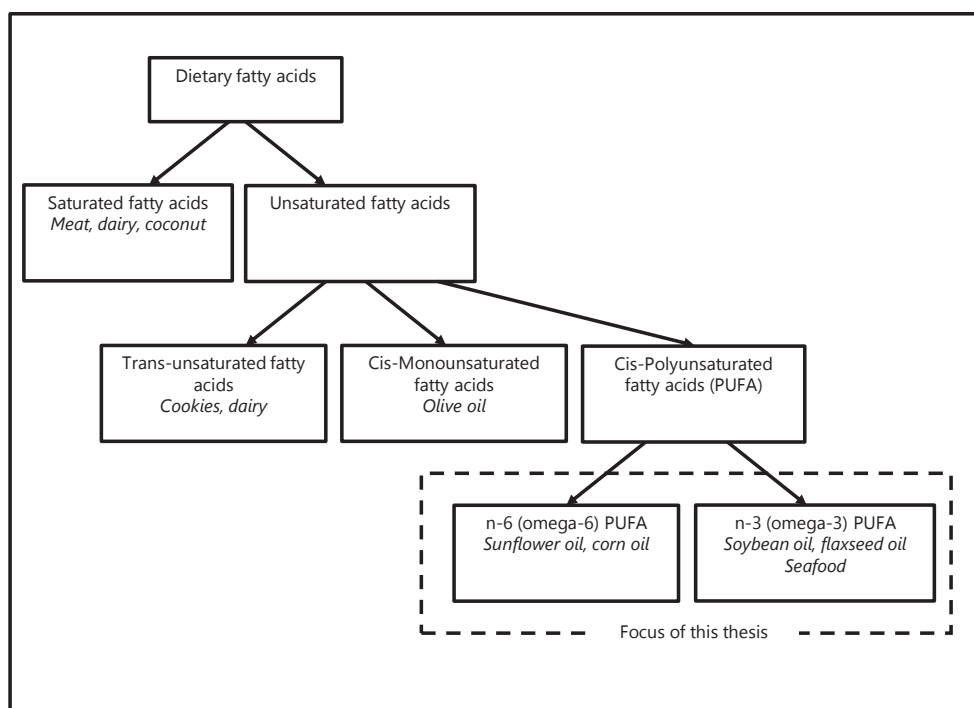 Dietary fatty acids
Saturated fatty acids
Meat, dairy, coconut
Unsaturated fatty acids
Trans-unsaturated fatty
acids
Cookies, dairy
Cis-Monounsaturated
fatty acids
Olive oil
Cis-Polyunsaturated
fatty acids (PUFA)
n-6 (omega-6) PUFA
Sunflower oil, corn oil
n-3 (omega-3) PUFA
Soybean oil, flaxseed oil
Seafood
Focus of this thesis